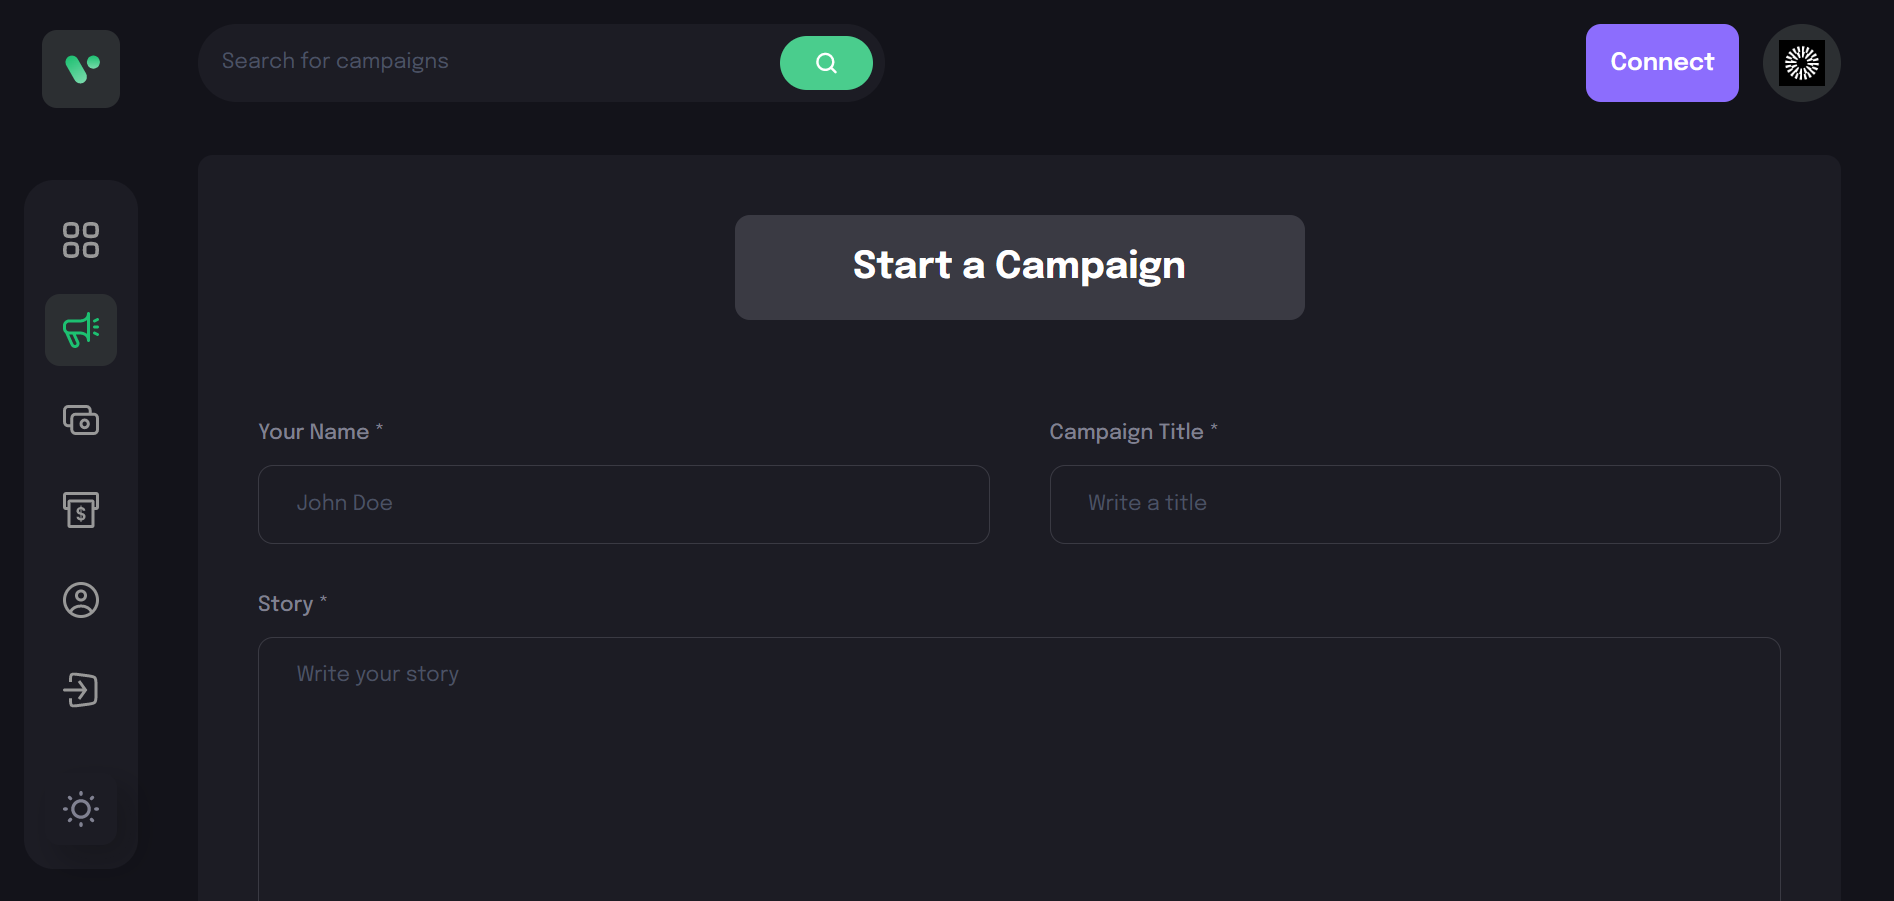 Search for campaigns
Connect
Start a Campaign
Your Name *
Campaign Title *
John Doe
Write a title
Story *
Write your story
$